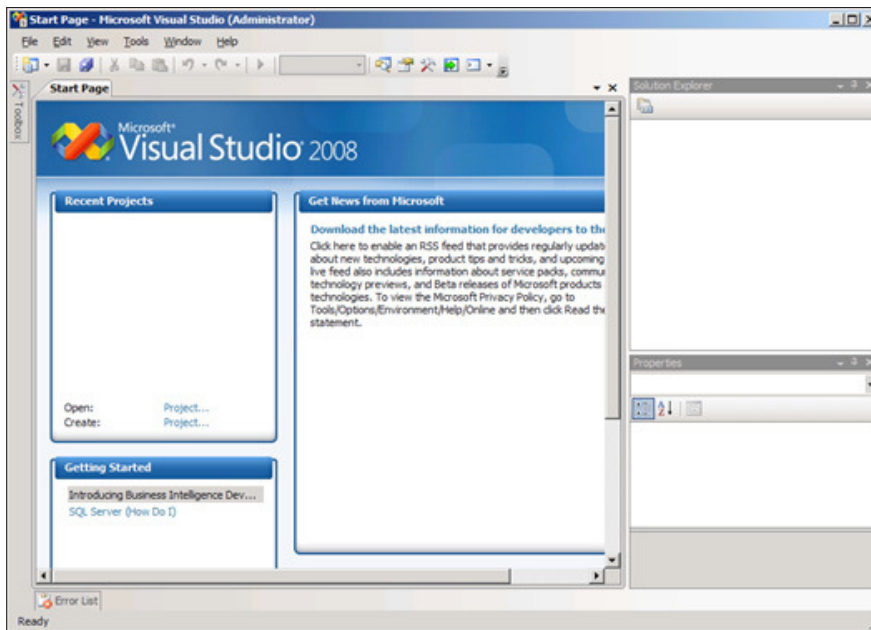 Start Page - Microsoft Visual Studio (Administrator)
File Edit View Tools Window Help
Toolbox
Start Page
Solution Explorer
Microsoft®
Visual Studio® 2008
Recent Projects
Open: Project...
Create: Project...
Getting Started
Introducing Business Intelligence Dev...
SQL Server (How Do I)
Get News from Microsoft
Download the latest information for developers to the
Click here to enable an RSS feed that provides regularly updat
about new technologies, product tips and tricks, and upcoming
live feed also includes information about service packs, commu
technology previews, and Beta releases of Microsoft products
technologies. To view the Microsoft Privacy Policy, go to
Tools/Options/Environment/Help/Online and then click Read the
statement.
Properties
Error List
Ready